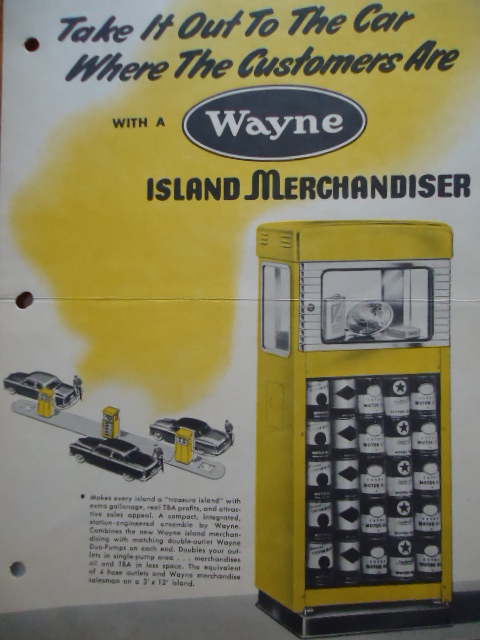 Take It Out To The Car
Where The Customers Are
WITH A
Wayne
ISLAND MERCHANDISER
• Makes every island a "treasure island" with
extra gallonage, real TBA profits, and attrac-
tive sales appeal. A compact, integrated,
station-engineered ensemble by Wayne.
Combines the new Wayne island merchan-
dising with matching double-outlet Wayne
Duo-Pumps on each end. Doubles your out-
lets in single-pump area . . . merchandises
oil and TBA in less space. The equivalent
of 4 hose outlets and Wayne merchandise
salesman on a 3' x 12' island.